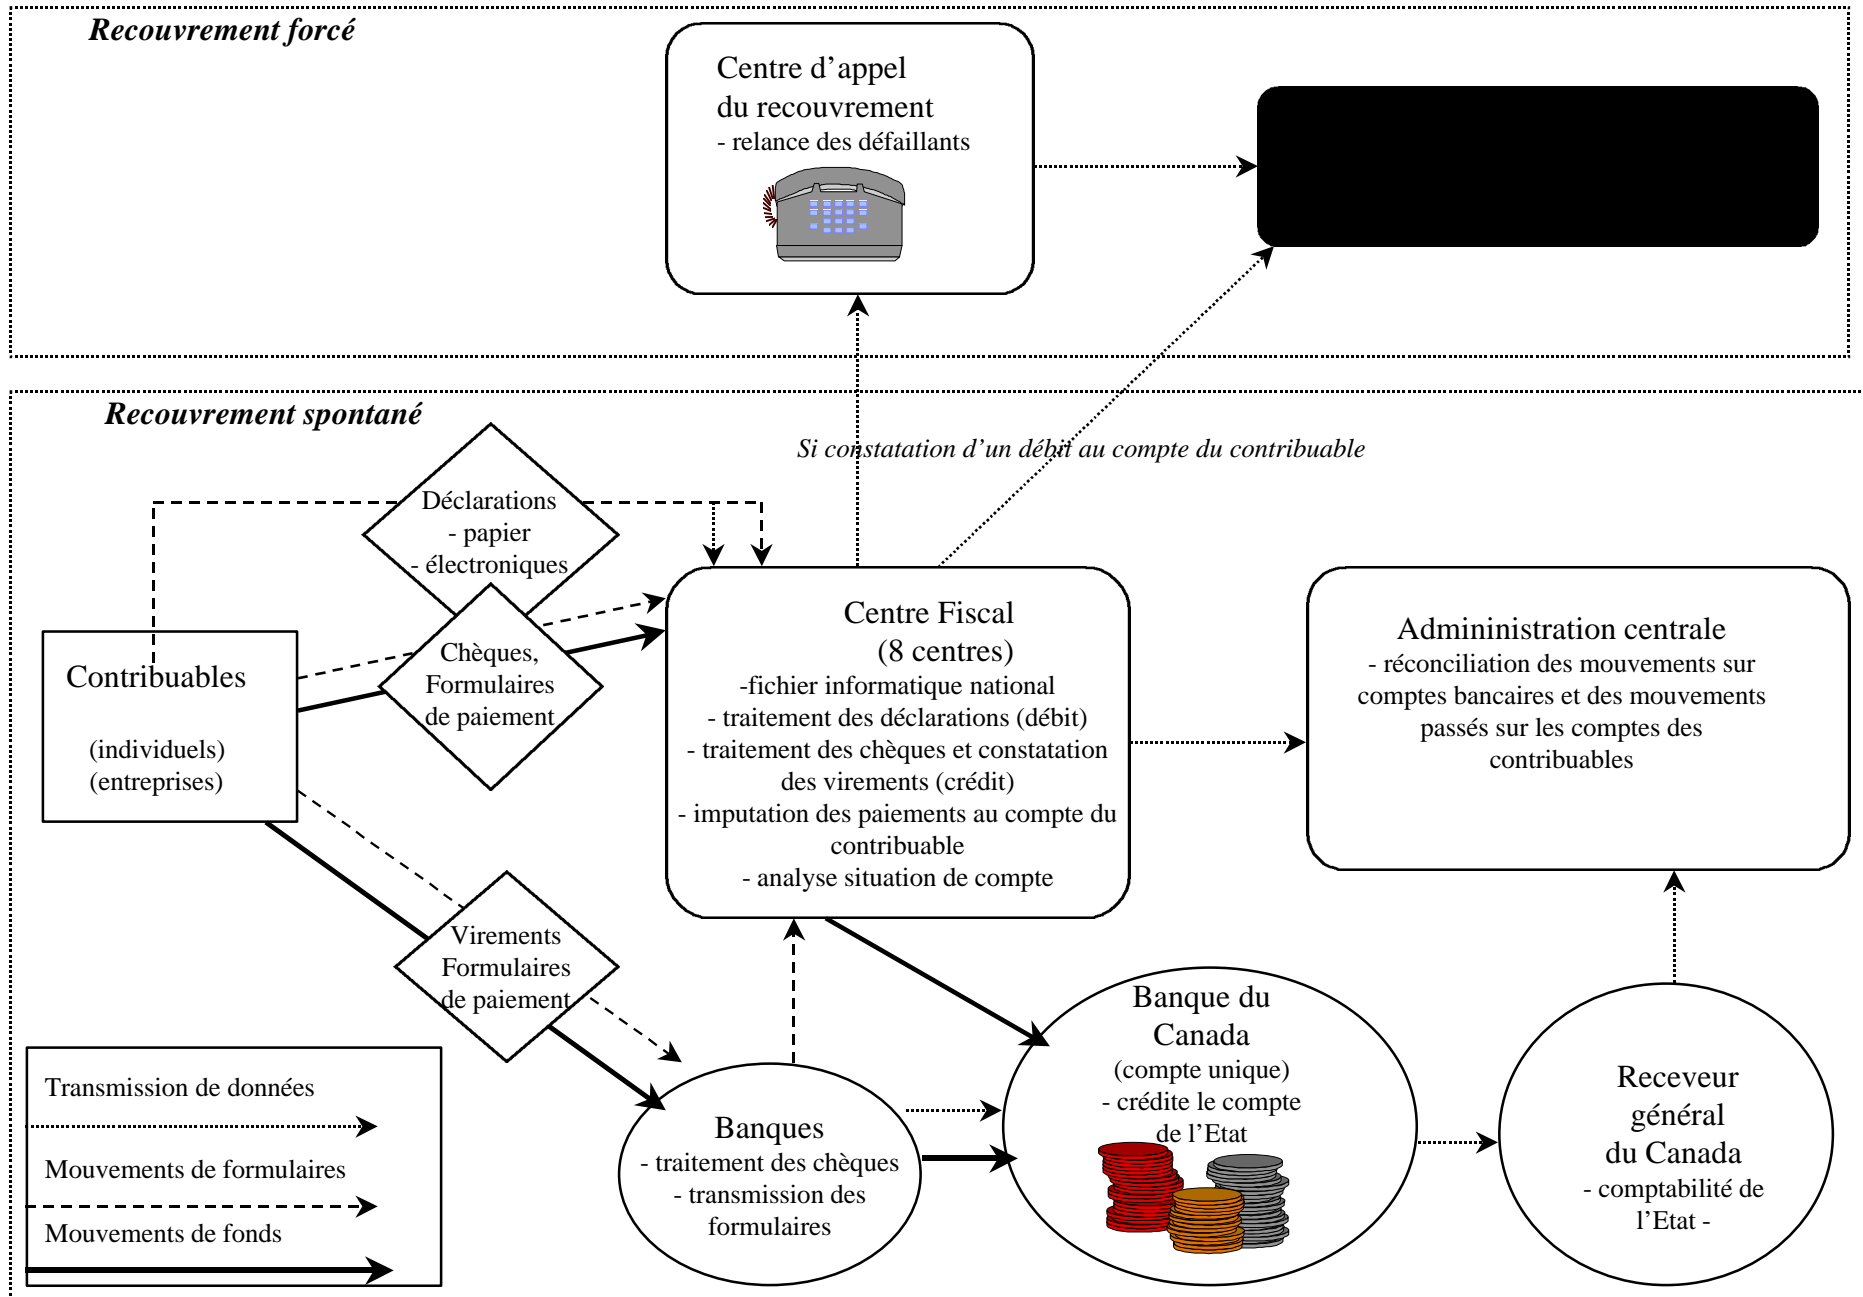 Recouvrement forcé
Centre d’appel
du recouvrement
- relance des défaillants
Recouvrement spontané
Si constatation d’un débit au compte du contribuable
Déclarations
- papier
- électroniques
Chèques,
Formulaires
de paiement
Contribuables
(individuels)
(entreprises)
Centre Fiscal
(8 centres)
-fichier informatique national
- traitement des déclarations (débit)
- traitement des chèques et constatation
des virements (crédit)
- imputation des paiements au compte du
contribuable
- analyse situation de compte
Admininistration centrale
- réconciliation des mouvements sur
comptes bancaires et des mouvements
passés sur les comptes des
contribuables
Virements
Formulaires
de paiement
Banques
- traitement des chèques
- transmission des
formulaires
Banque du
Canada
(compte unique)
- crédite le compte
de l’Etat
Receveur
général
du Canada
- comptabilité de
l’Etat -
Transmission de données
Mouvements de formulaires
Mouvements de fonds